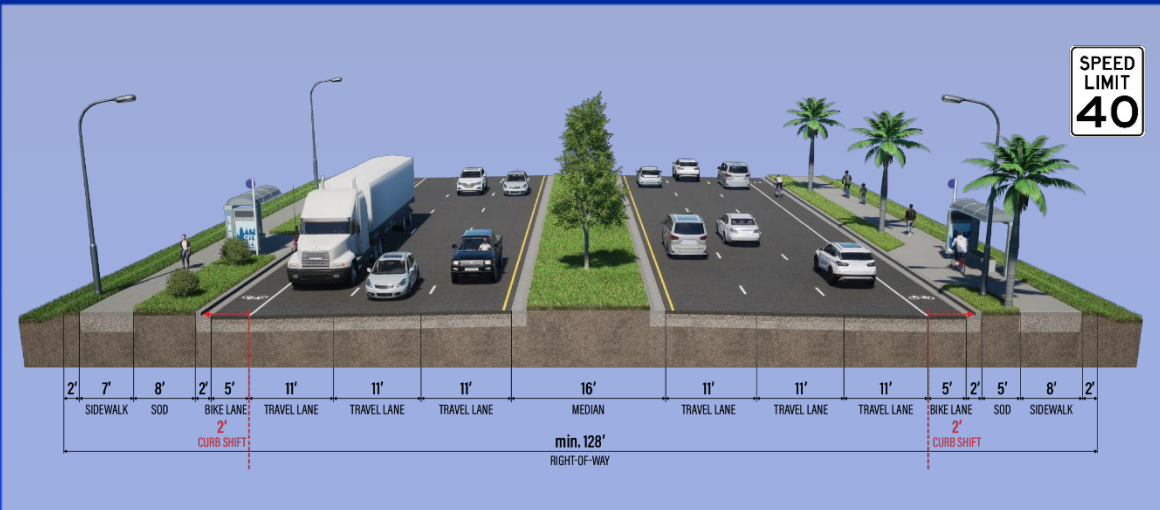 SPEED
LIMIT
40
2' 7' 8' 2' 5' 11' 11' 11' 16' 11' 11' 11' 5' 2' 5' 8' 2'
SIDEWALK SOD BIKE LANE TRAVEL LANE TRAVEL LANE TRAVEL LANE MEDIAN TRAVEL LANE TRAVEL LANE TRAVEL LANE BIKE LANE SOD SIDEWALK
2' 2'
CURB SHIFT CURB SHIFT
min. 128'
RIGHT-OF-WAY